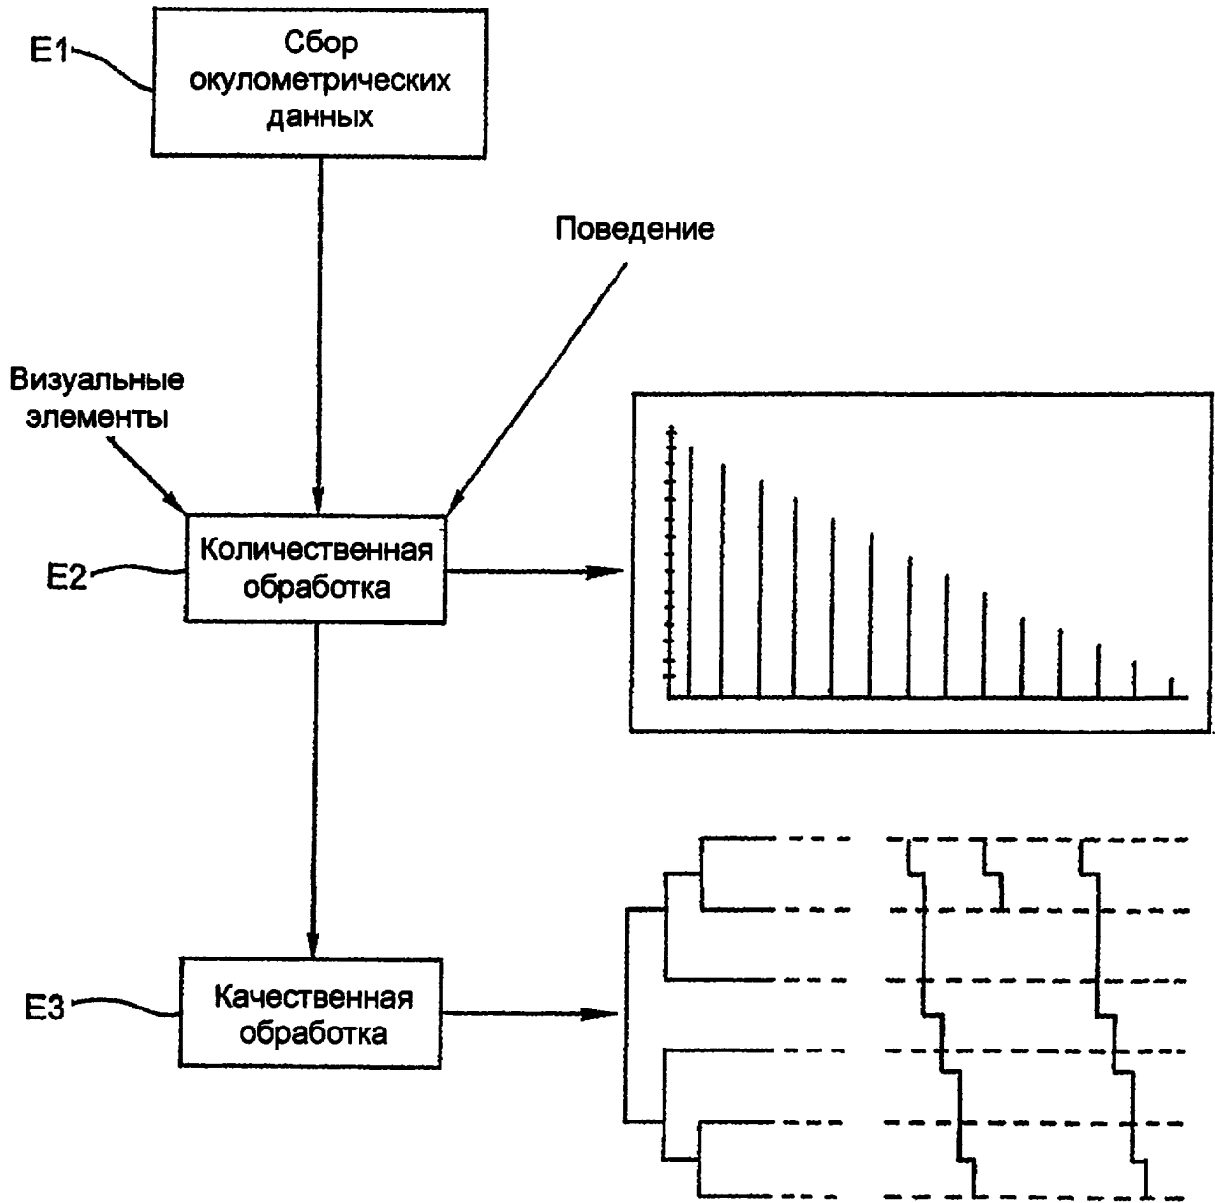 E1
Сбор
окулометрических
данных
Поведение
Визуальные
элементы
E2
Количественная
обработка
E3
Качественная
обработка